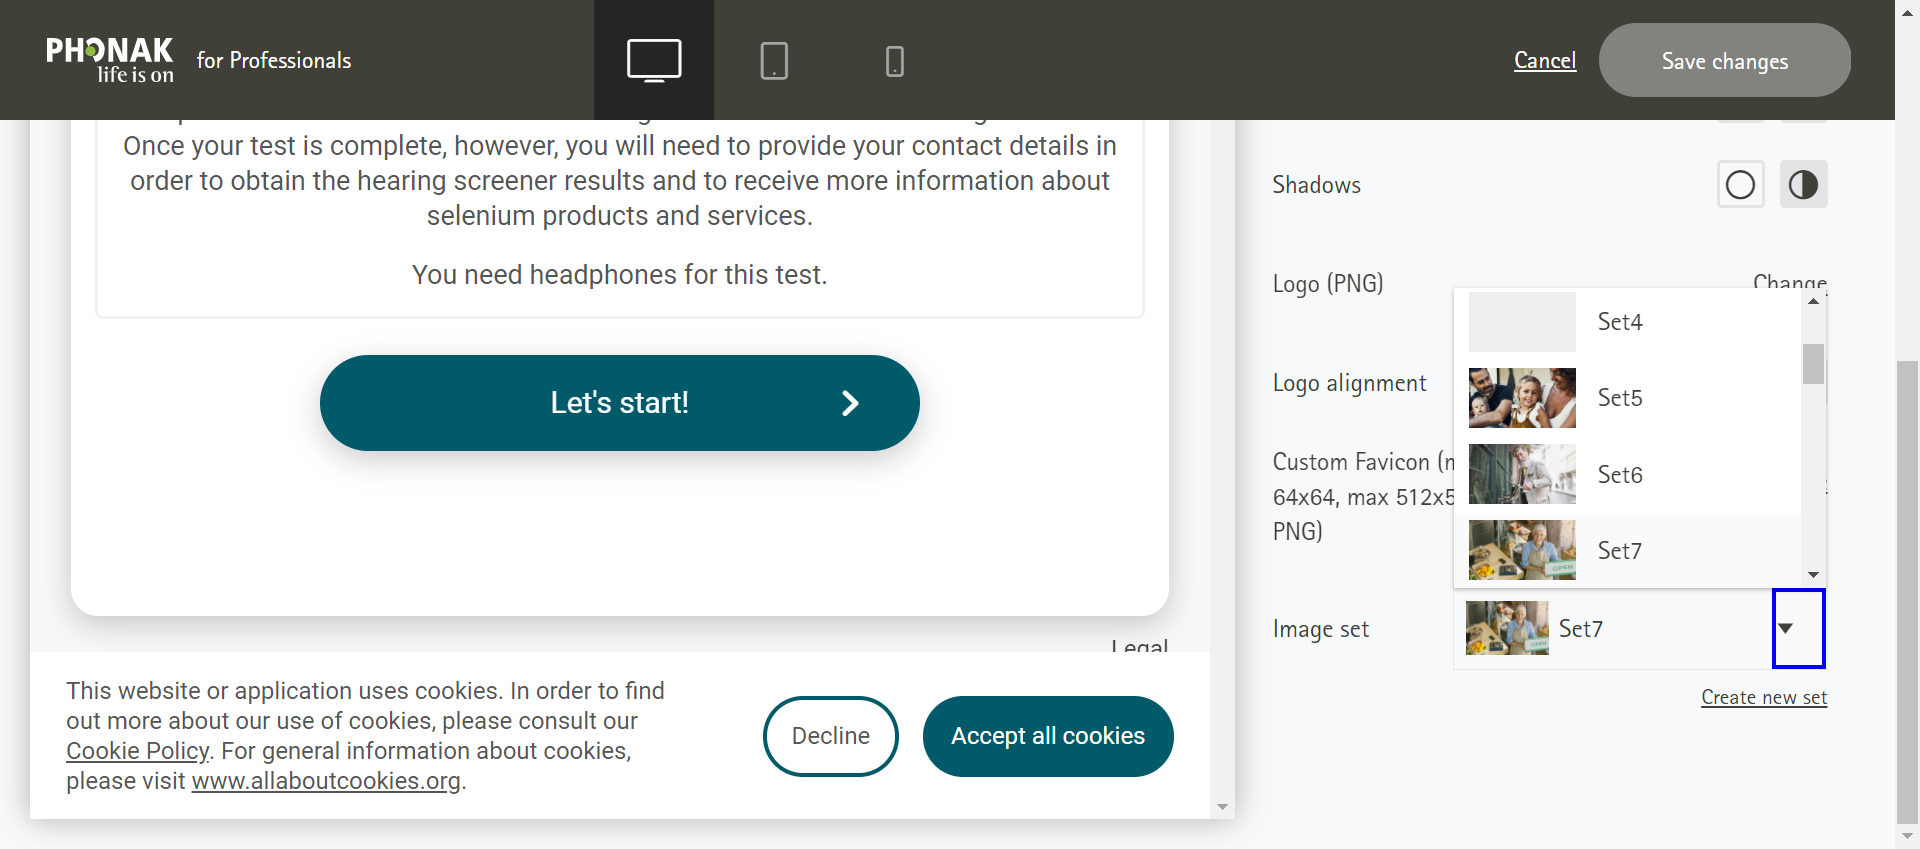 PHONAK
life is on
for Professionals
Cancel
Save changes
Once your test is complete, however, you will need to provide your contact details in
order to obtain the hearing screener results and to receive more information about
selenium products and services.
You need headphones for this test.
Let's start!
Legal
This website or application uses cookies. In order to find
out more about our use of cookies, please consult our
Cookie Policy. For general information about cookies,
please visit www.allaboutcookies.org.
Decline
Accept all cookies
Shadows
Logo (PNG)
Change
Logo alignment
Custom Favicon (
64x64, max 512x5
PNG)
Set4
Set5
Set6
Set7
OPEN
Image set
Set7
Create new set